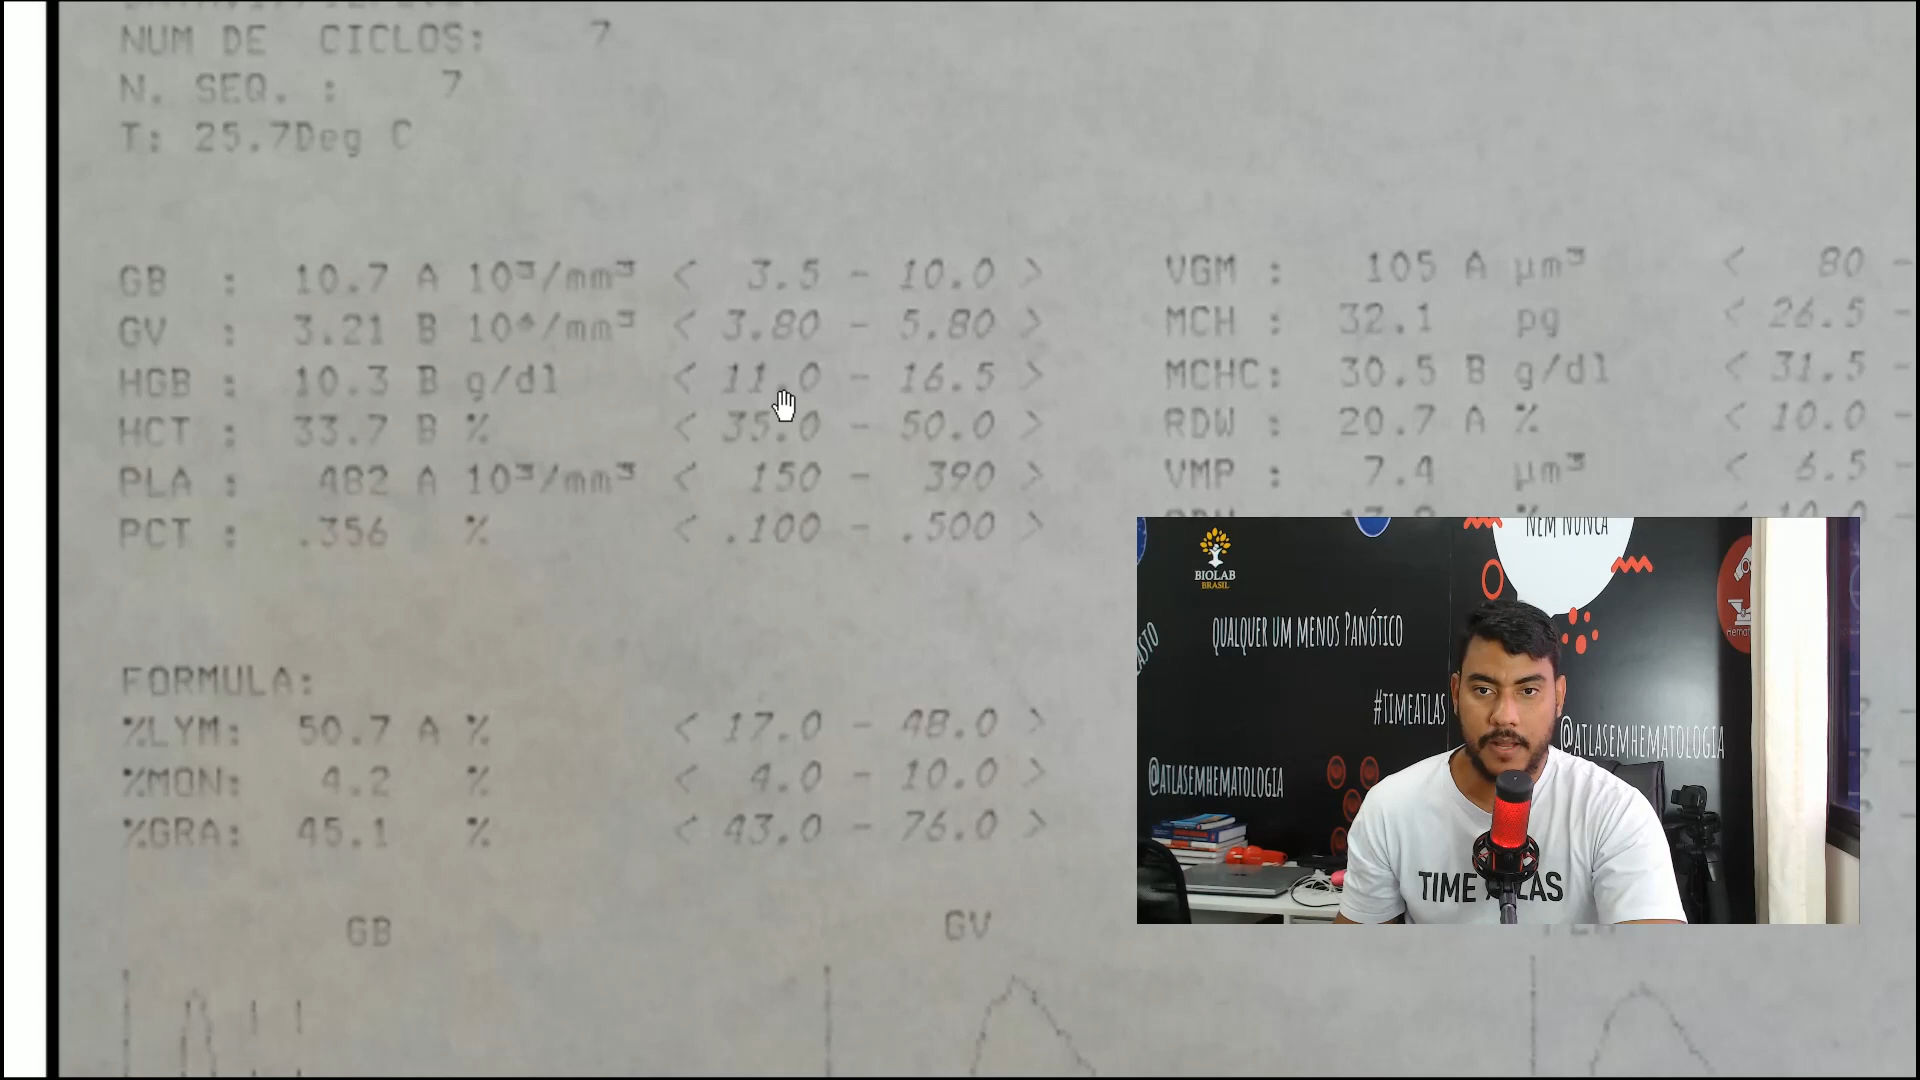 NUM DE CICLOS: 7
N. SEQ. : 7
T: 25.7Deg C
GB : 10.7 A 10³/mm³ < 3.5 - 10.0 >
GV : 3.21 B 10⁶/mm³ < 3.80 - 5.80 >
HGB : 10.3 B g/dl < 11.0 - 16.5 >
HCT : 33.7 B % < 35.0 - 50.0 >
PLA : 482 A 10³/mm³ < 150 - 390 >
PCT : .356 % < .100 - .500 >
VGM : 105 A µm³ < 80 -
MCH : 32.1 pg < 26.5 -
MCHC: 30.5 B g/dl < 31.5 -
RDW : 20.7 A % < 10.0 -
VMP : 7.4 µm³ < 6.5 -
FORMULA:
%LYM: 50.7 A % < 17.0 - 48.0 >
%MON: 4.2 % < 4.0 - 10.0 >
%GRA: 45.1 % < 43.0 - 76.0 >
GB
GV
NEM NUNCA
BIOLAB
BRASIL
QUALQUER UM MENOS PANÓTICO
#TIMEATLAS
@ATLASEMHEMATOLOGIA
@ATLASEMHEMATOLOGIA
TIME